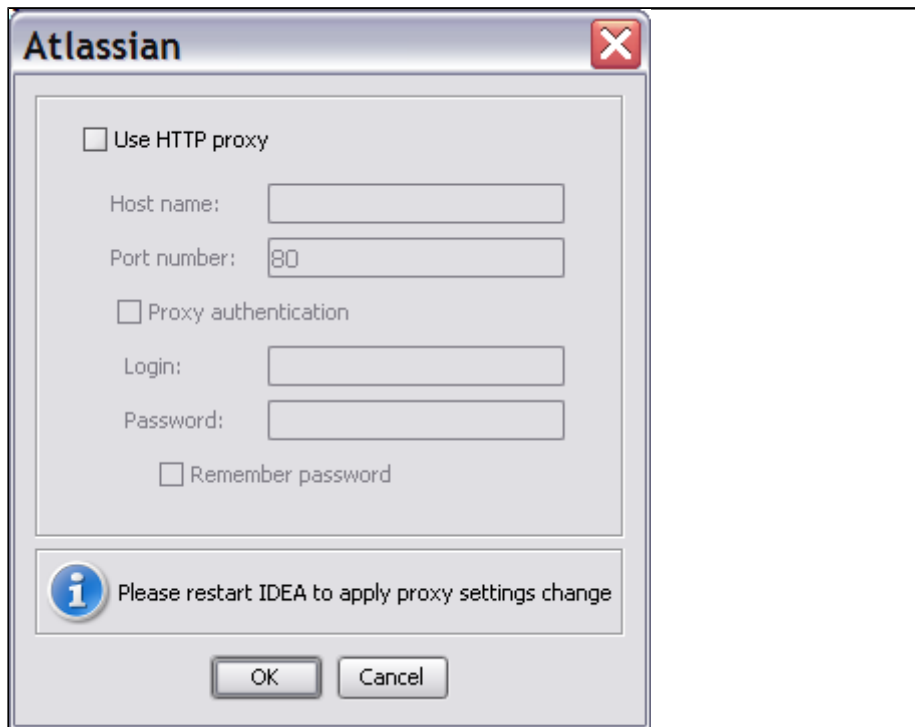 Atlassian
Use HTTP proxy
Host name:
Port number: 80
Proxy authentication
Login:
Password:
Remember password
Please restart IDEA to apply proxy settings change
OK Cancel